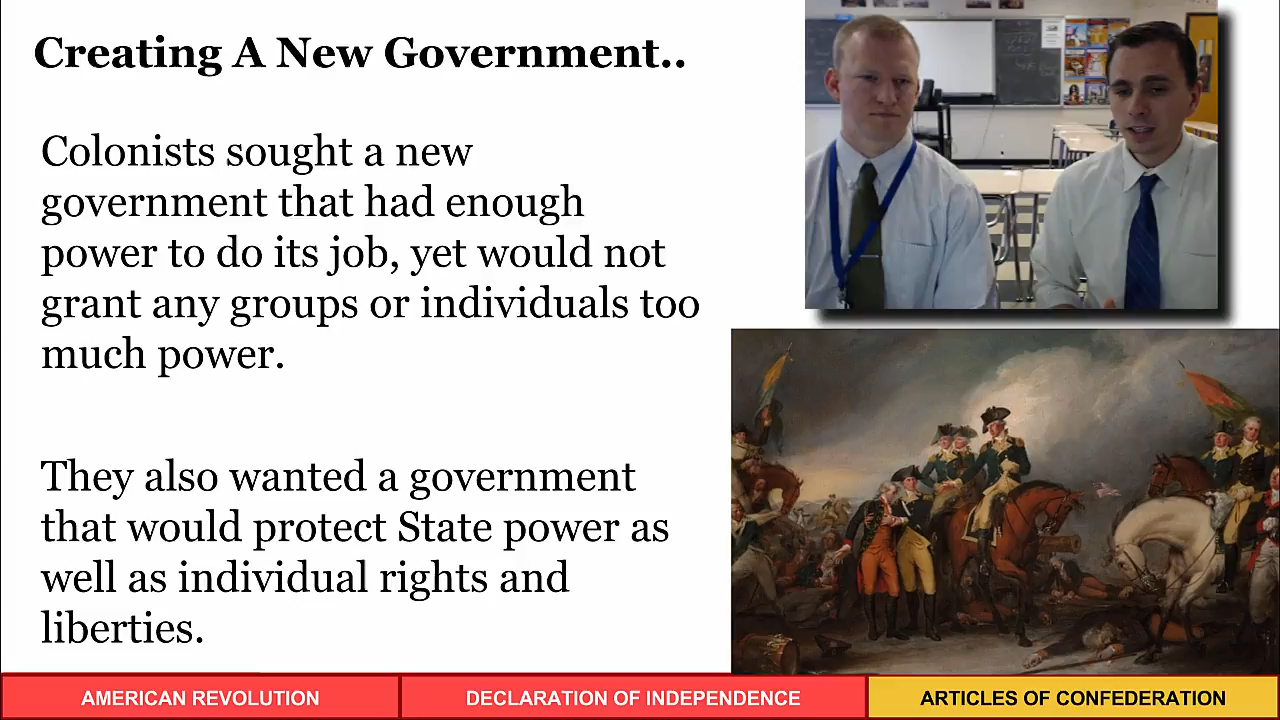 Creating A New Government..
Colonists sought a new
government that had enough
power to do its job, yet would not
grant any groups or individuals too
much power.
They also wanted a government
that would protect State power as
well as individual rights and
liberties.
AMERICAN REVOLUTION
DECLARATION OF INDEPENDENCE
ARTICLES OF CONFEDERATION